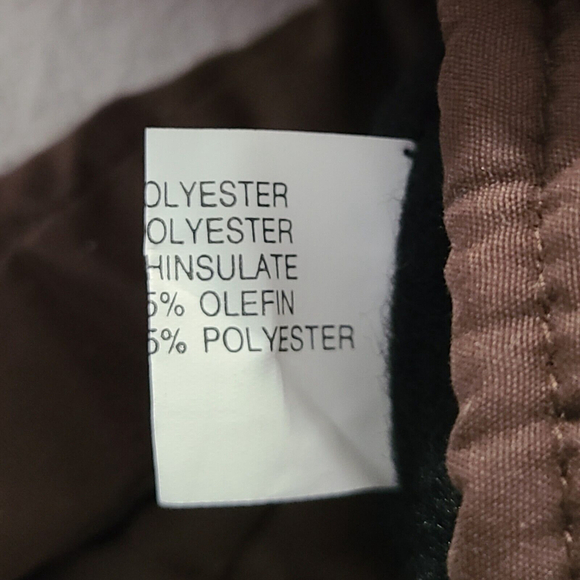 OLYESTER
OLYESTER
HINSULATE
5% OLEFIN
5% POLYESTER